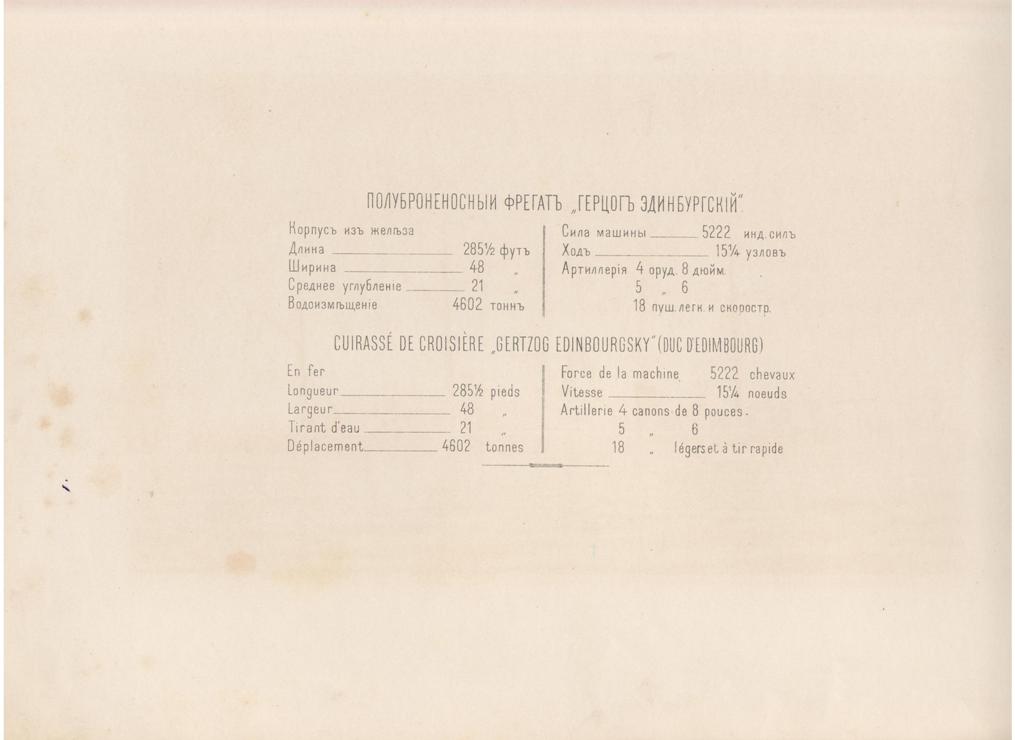 ПОЛУБРОНЕНОСНЫИ ФРЕГАТЪ „ГЕРЦОГЪ ЭДИНБУРГСКІЙ".
Корпусъ изъ желѣза
Длина 285½ футъ
Ширина 48 „
Среднее углубленіе 21 „
Водоизмѣщеніе 4602 тоннъ
Сила машины 5222 инд. силъ
Ходъ 15¼ узловъ
Артиллерія 4 оруд. 8 дюйм.
5 „ 6
18 пуш. легк. и скоростр.
CUIRASSÉ DE CROISIÈRE „GERTZOG EDINBOURGSKY" (DUC D'EDIMBOURG)
En fer
Longueur 285½ pieds
Largeur 48 „
Tirant d'eau 21 „
Déplacement 4602 tonnes
Force de la machine 5222 chevaux
Vitesse 15¼ noeuds
Artillerie 4 canons de 8 pouces.
5 „ 6
18 „ légers et à tir rapide